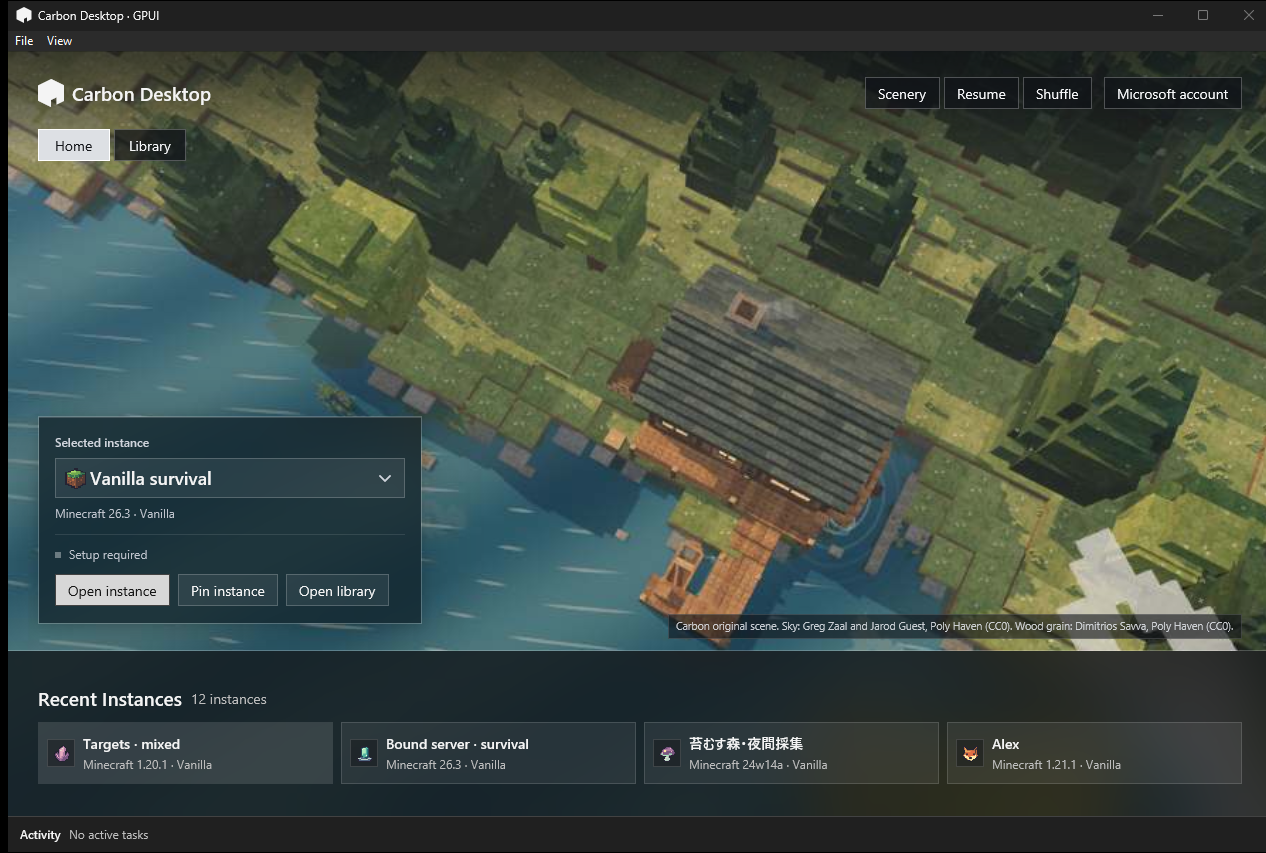 Carbon Desktop · GPUI
File View
Carbon Desktop
Scenery Resume Shuffle Microsoft account
Home Library
Selected instance
Vanilla survival
Minecraft 26.3 · Vanilla
Setup required
Open instance Pin instance Open library
Carbon original scene. Sky: Greg Zaal and Jarod Guest, Poly Haven (CC0). Wood grain: Dimitrios Savva, Poly Haven (CC0).
Recent Instances 12 instances
Targets · mixed
Minecraft 1.20.1 · Vanilla
Bound server · survival
Minecraft 26.3 · Vanilla
苔むす森・夜間採集
Minecraft 24w14a · Vanilla
Alex
Minecraft 1.21.1 · Vanilla
Activity No active tasks